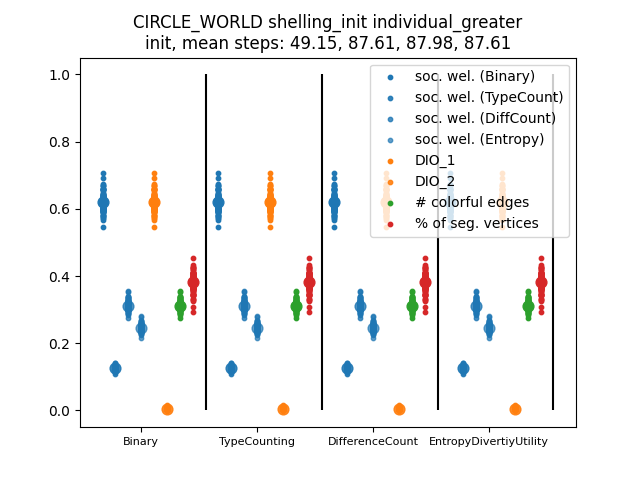 CIRCLE_WORLD shelling_init individual_greater
init, mean steps: 49.15, 87.61, 87.98, 87.61
1.0
0.8
0.6
0.4
0.2
0.0
soc. wel. (Binary)
soc. wel. (TypeCount)
soc. wel. (DiffCount)
soc. wel. (Entropy)
DIO_1
DIO_2
# colorful edges
% of seg. vertices
Binary
TypeCounting
DifferenceCount
EntropyDivertiyUtility